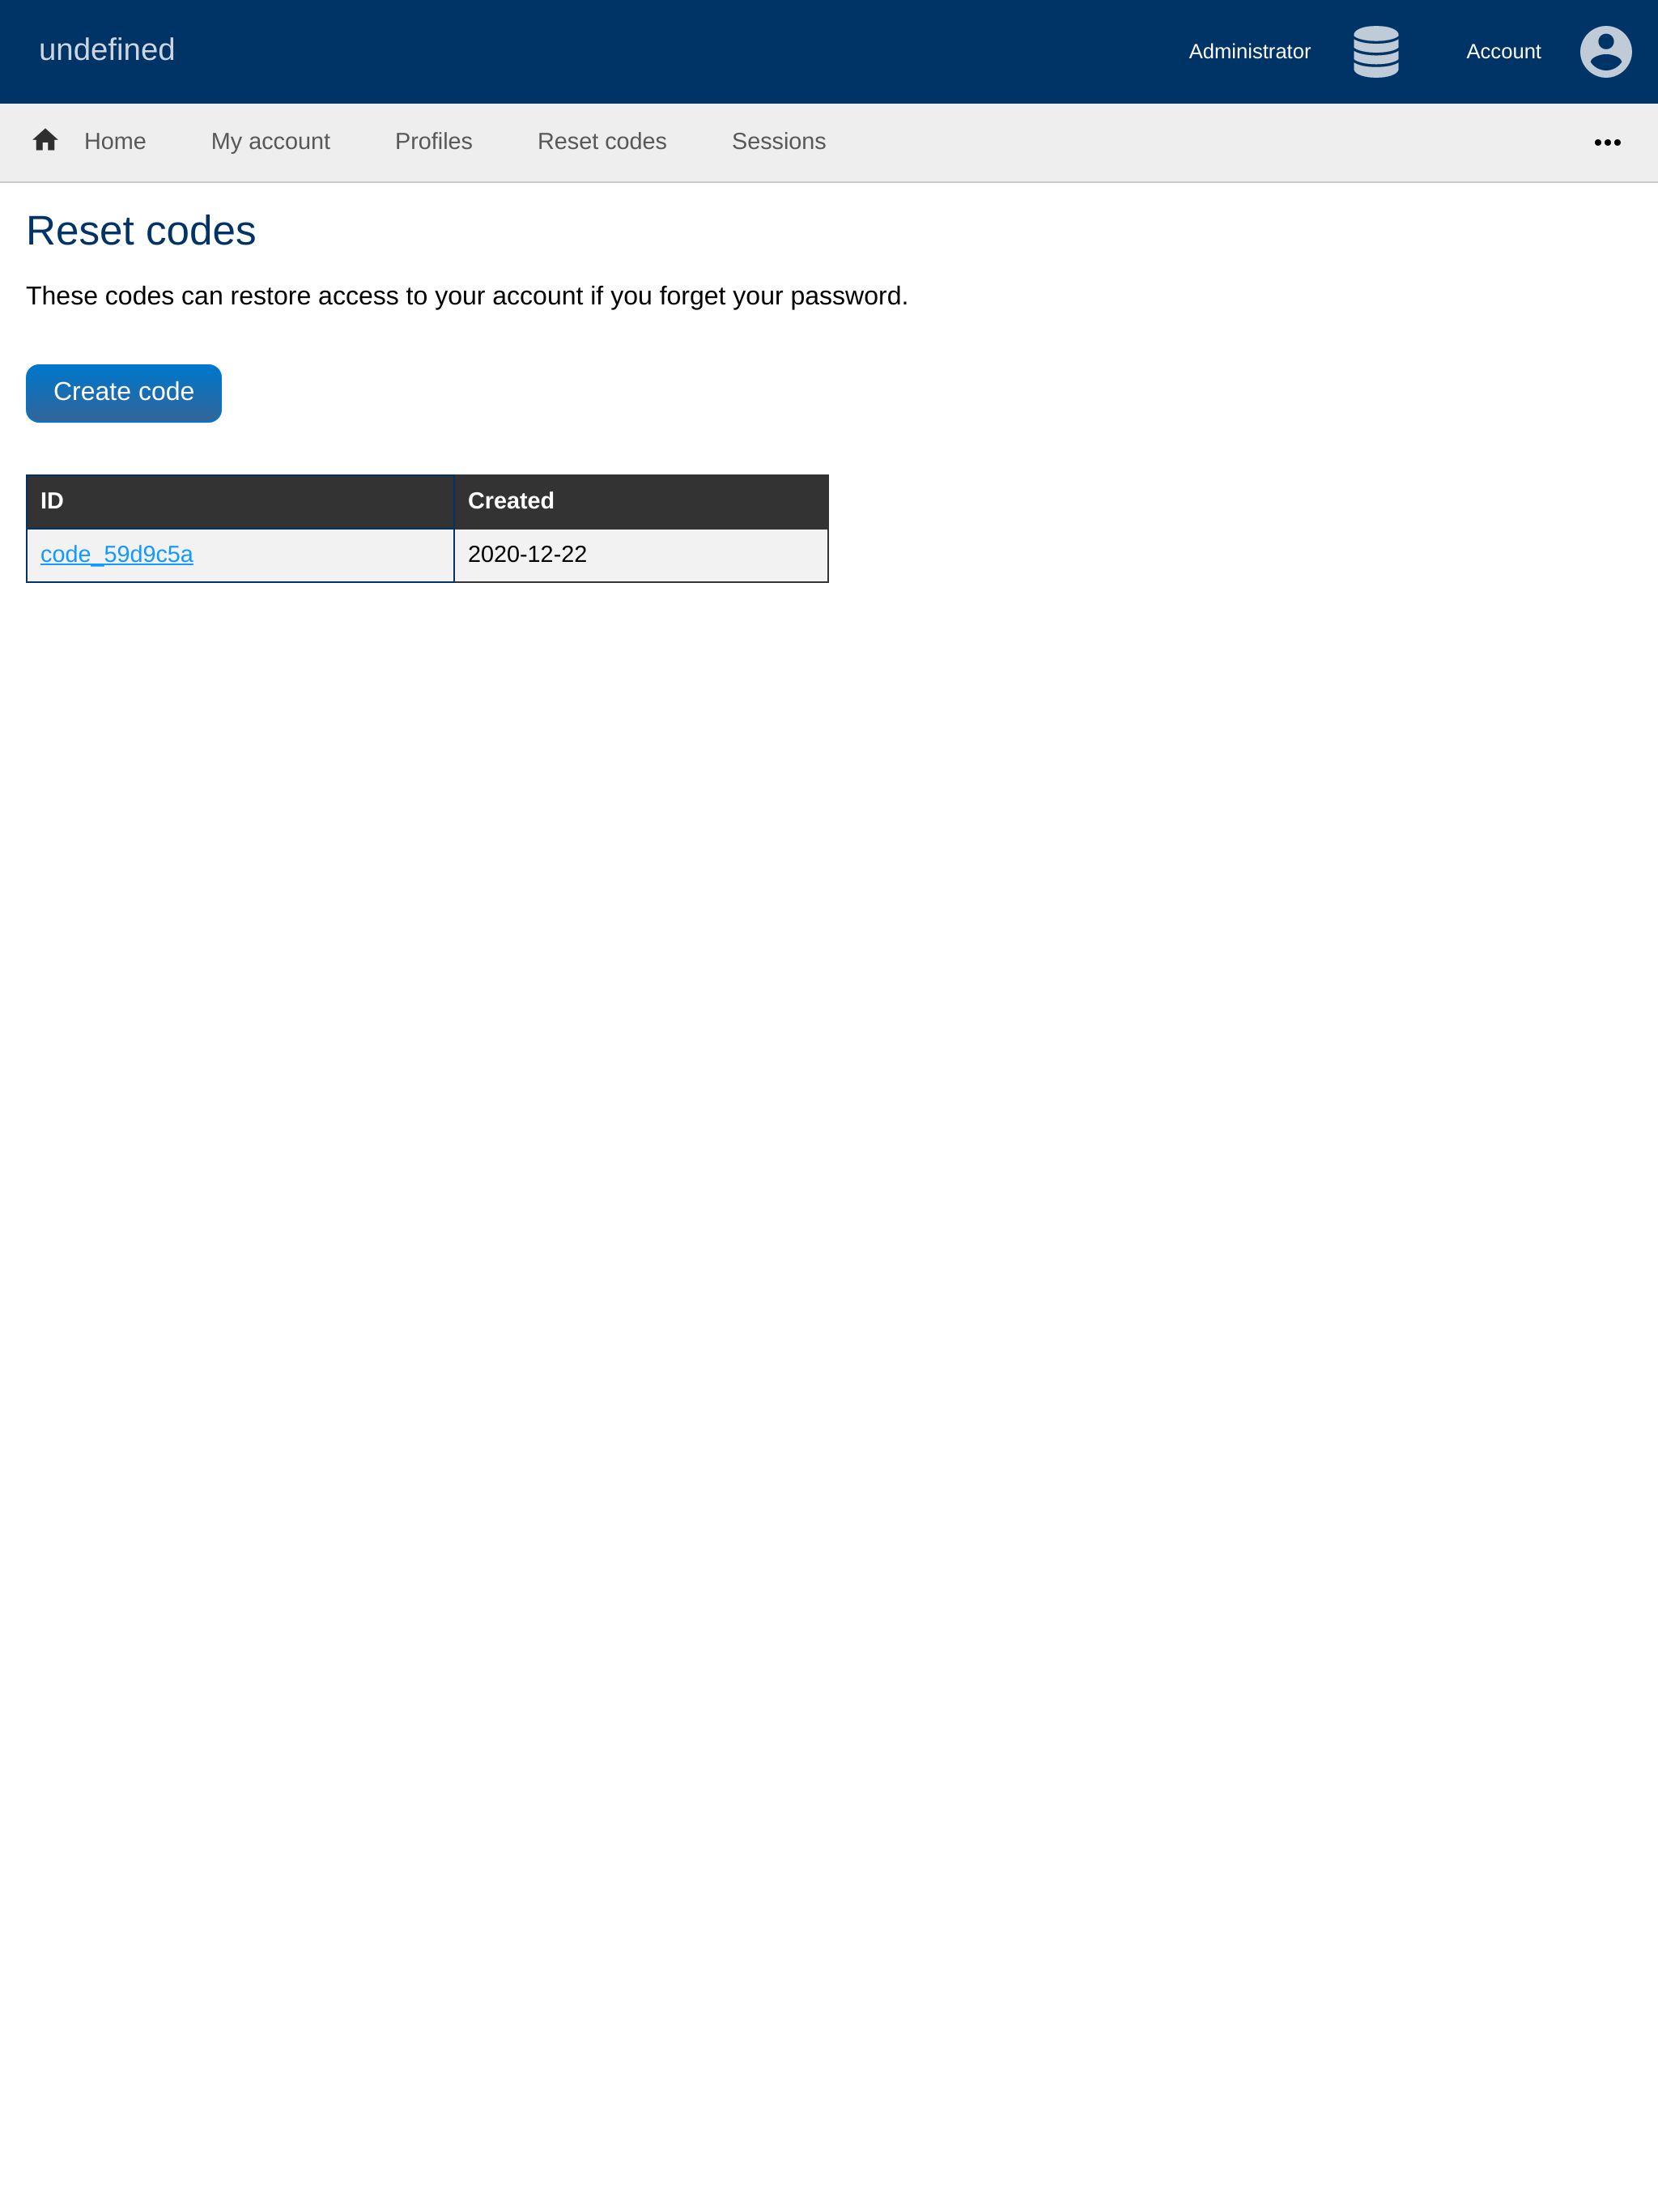 undefined
Administrator
Account
Home My account Profiles Reset codes Sessions
Reset codes
These codes can restore access to your account if you forget your password.
Create code
ID Created
code_59d9c5a 2020-12-22